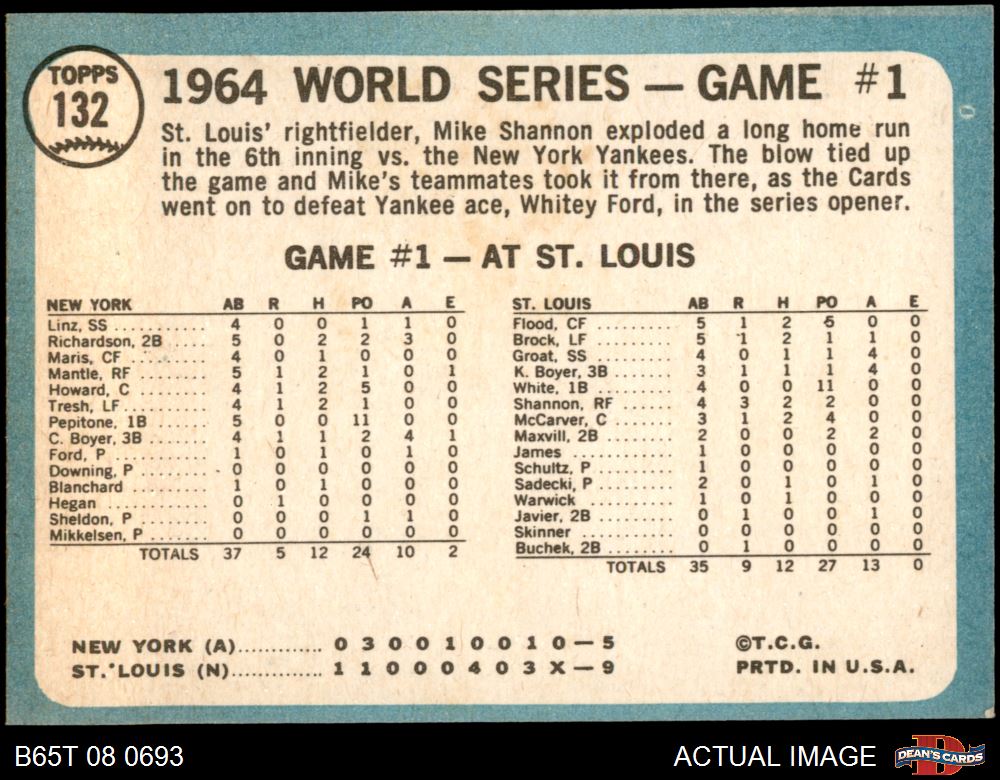 TOPPS
132
1964 WORLD SERIES — GAME #1
St. Louis' rightfielder, Mike Shannon exploded a long home run
in the 6th inning vs. the New York Yankees. The blow tied up
the game and Mike's teammates took it from there, as the Cards
went on to defeat Yankee ace, Whitey Ford, in the series opener.
GAME #1 — AT ST. LOUIS
NEW YORK AB R H PO A E
Linz, SS ........... 4 0 0 1 1 0
Richardson, 2B ..... 5 0 2 2 3 0
Maris, CF .......... 4 0 1 0 0 0
Mantle, RF ......... 5 1 2 1 0 1
Howard, C .......... 4 1 2 5 0 0
Tresh, LF .......... 4 1 2 1 0 0
Pepitone, 1B ....... 5 0 0 11 0 0
C. Boyer, 3B ....... 4 1 1 2 4 1
Ford, P ............ 1 0 1 0 1 0
Downing, P ......... 0 0 0 0 0 0
Blanchard .......... 1 0 1 0 0 0
Hegan .............. 0 1 0 0 0 0
Sheldon, P ......... 0 0 0 1 1 0
Mikkelsen, P ....... 0 0 0 0 0 0
TOTALS 37 5 12 24 10 2
ST. LOUIS AB R H PO A E
Flood, CF .......... 5 1 2 5 0 0
Brock, LF .......... 5 1 2 1 1 0
Groat, SS .......... 4 0 1 1 4 0
K. Boyer, 3B ....... 3 1 1 1 4 0
White, 1B .......... 4 0 0 11 0 0
Shannon, RF ........ 4 3 2 2 0 0
McCarver, C ........ 3 1 2 4 0 0
Maxvill, 2B ........ 2 0 0 2 2 0
James .............. 1 0 0 0 0 0
Schultz, P ......... 1 0 0 0 0 0
Sadecki, P ......... 2 0 1 0 1 0
Warwick ............ 1 0 1 0 0 0
Javier, 2B ......... 0 1 0 0 1 0
Skinner ............ 0 0 0 0 0 0
Buchek, 2B ......... 0 1 0 0 0 0
TOTALS 35 9 12 27 13 0
NEW YORK (A)............. 0 3 0 0 1 0 0 1 0 — 5
ST. LOUIS (N).............. 1 1 0 0 0 4 0 3 X — 9
©T.C.G.
PRTD. IN U.S.A.
B65T 08 0693
ACTUAL IMAGE
D
DEAN'S CARDS